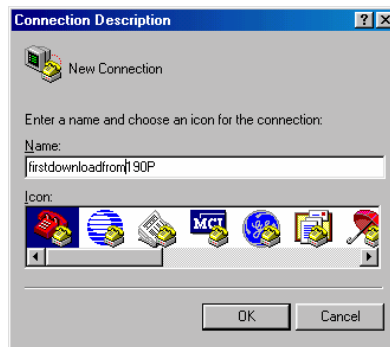 Connection Description
New Connection
Enter a name and choose an icon for the connection:
Name:
firstdownloadfrom190P
Icon:
MCI
OK Cancel